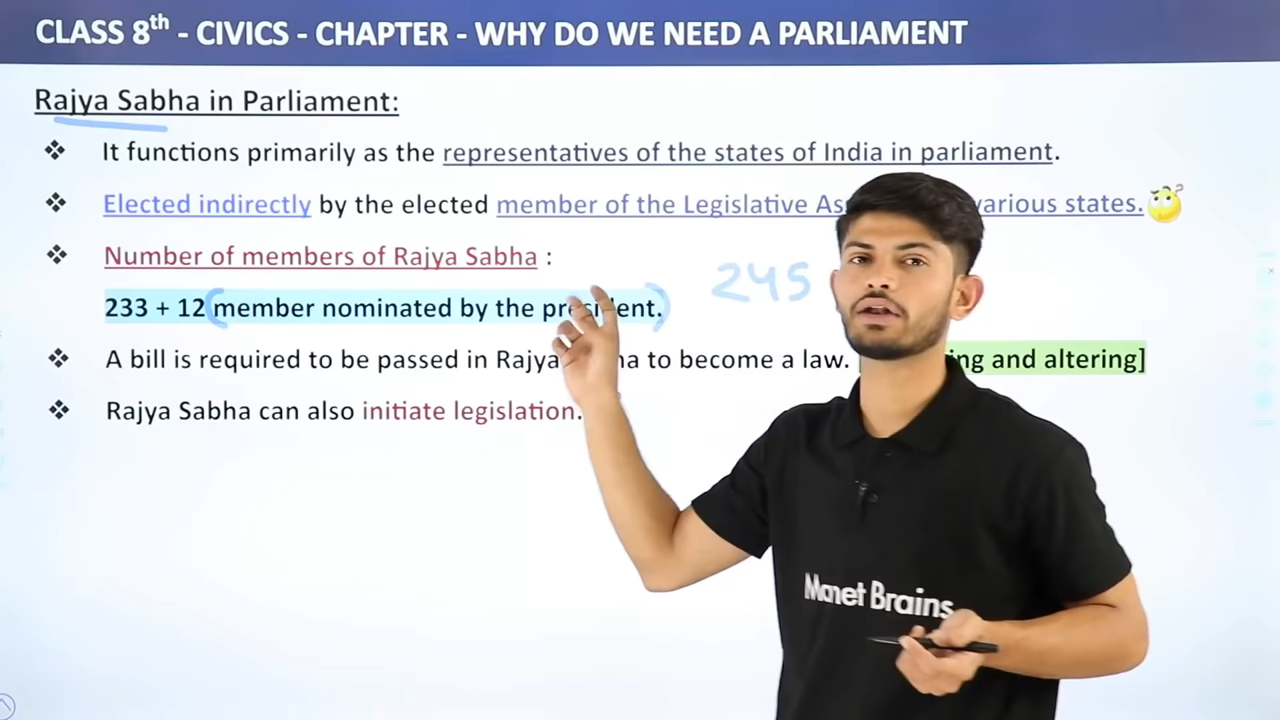 CLASS 8th - CIVICS - CHAPTER - WHY DO WE NEED A PARLIAMENT
Rajya Sabha in Parliament:
❖ It functions primarily as the representatives of the states of India in parliament.
❖ Elected indirectly by the elected member of the Legislative As various states.
❖ Number of members of Rajya Sabha :
233 + 12 (member nominated by the president.) 245
❖ A bill is required to be passed in Rajya ha to become a law. ing and altering]
❖ Rajya Sabha can also initiate legislation.
Manet Brains